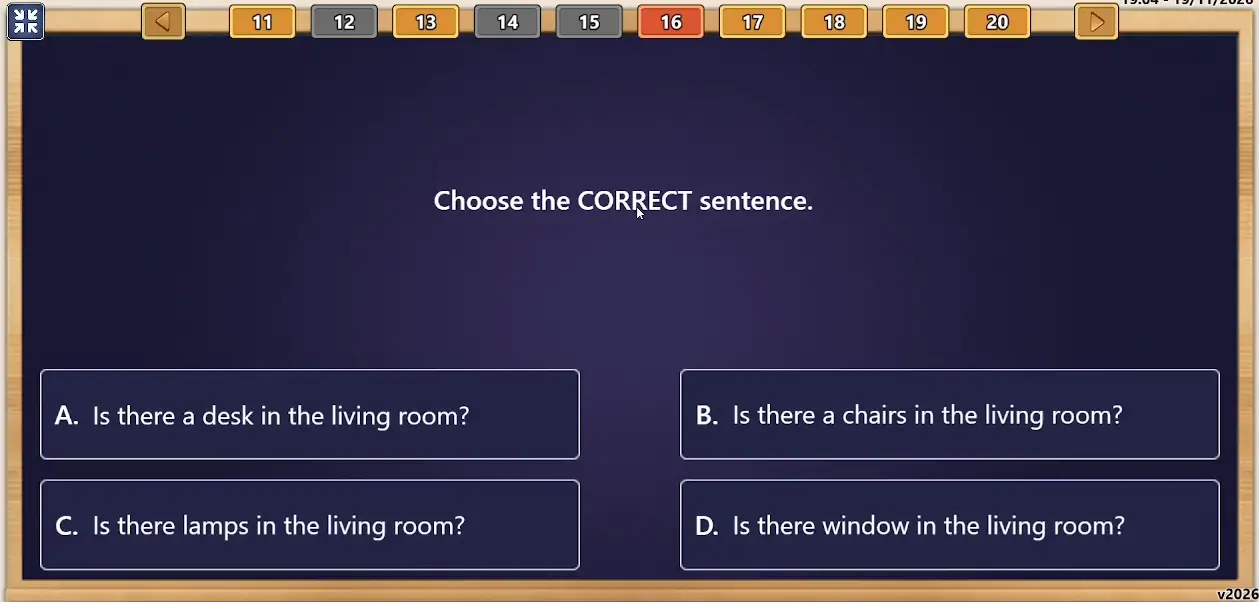 11 12 13 14 15 16 17 18 19 20
Choose the CORRECT sentence.
A. Is there a desk in the living room?
B. Is there a chairs in the living room?
C. Is there lamps in the living room?
D. Is there window in the living room?
v2026